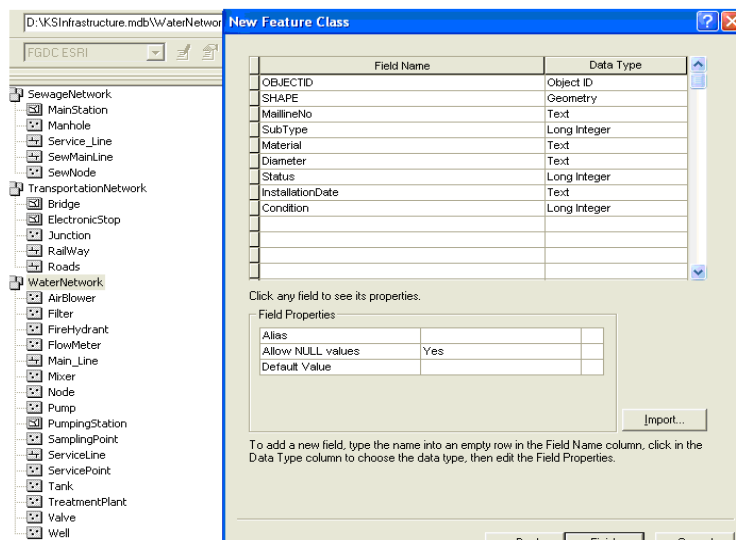 D:\KSInfrastructure.mdb\WaterNetwor
New Feature Class
FGDC ESRI
SewageNetwork
MainStation
Manhole
Service_Line
SewMainLine
SewNode
TransportationNetwork
Bridge
ElectronicStop
Junction
RailWay
Roads
WaterNetwork
AirBlower
Filter
FireHydrant
FlowMeter
Main_Line
Mixer
Node
Pump
PumpingStation
SamplingPoint
ServiceLine
ServicePoint
Tank
TreatmentPlant
Valve
Well
Field Name Data Type
OBJECTID Object ID
SHAPE Geometry
MaillineNo Text
SubType Long Integer
Material Text
Diameter Text
Status Long Integer
InstallationDate Text
Condition Long Integer
Click any field to see its properties.
Field Properties
Alias
Allow NULL values Yes
Default Value
Import...
To add a new field, type the name into an empty row in the Field Name column, click in the
Data Type column to choose the data type, then edit the Field Properties.